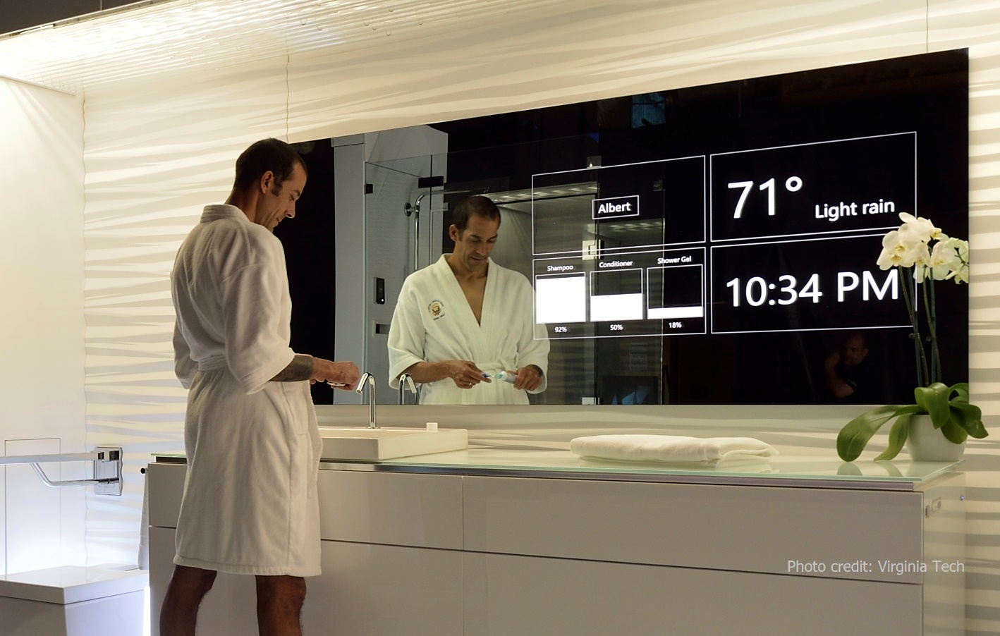 Albert
71°
Light rain
Shampoo
Conditioner
Shower Gel
92%
50%
18%
10:34 PM
Photo credit: Virginia Tech